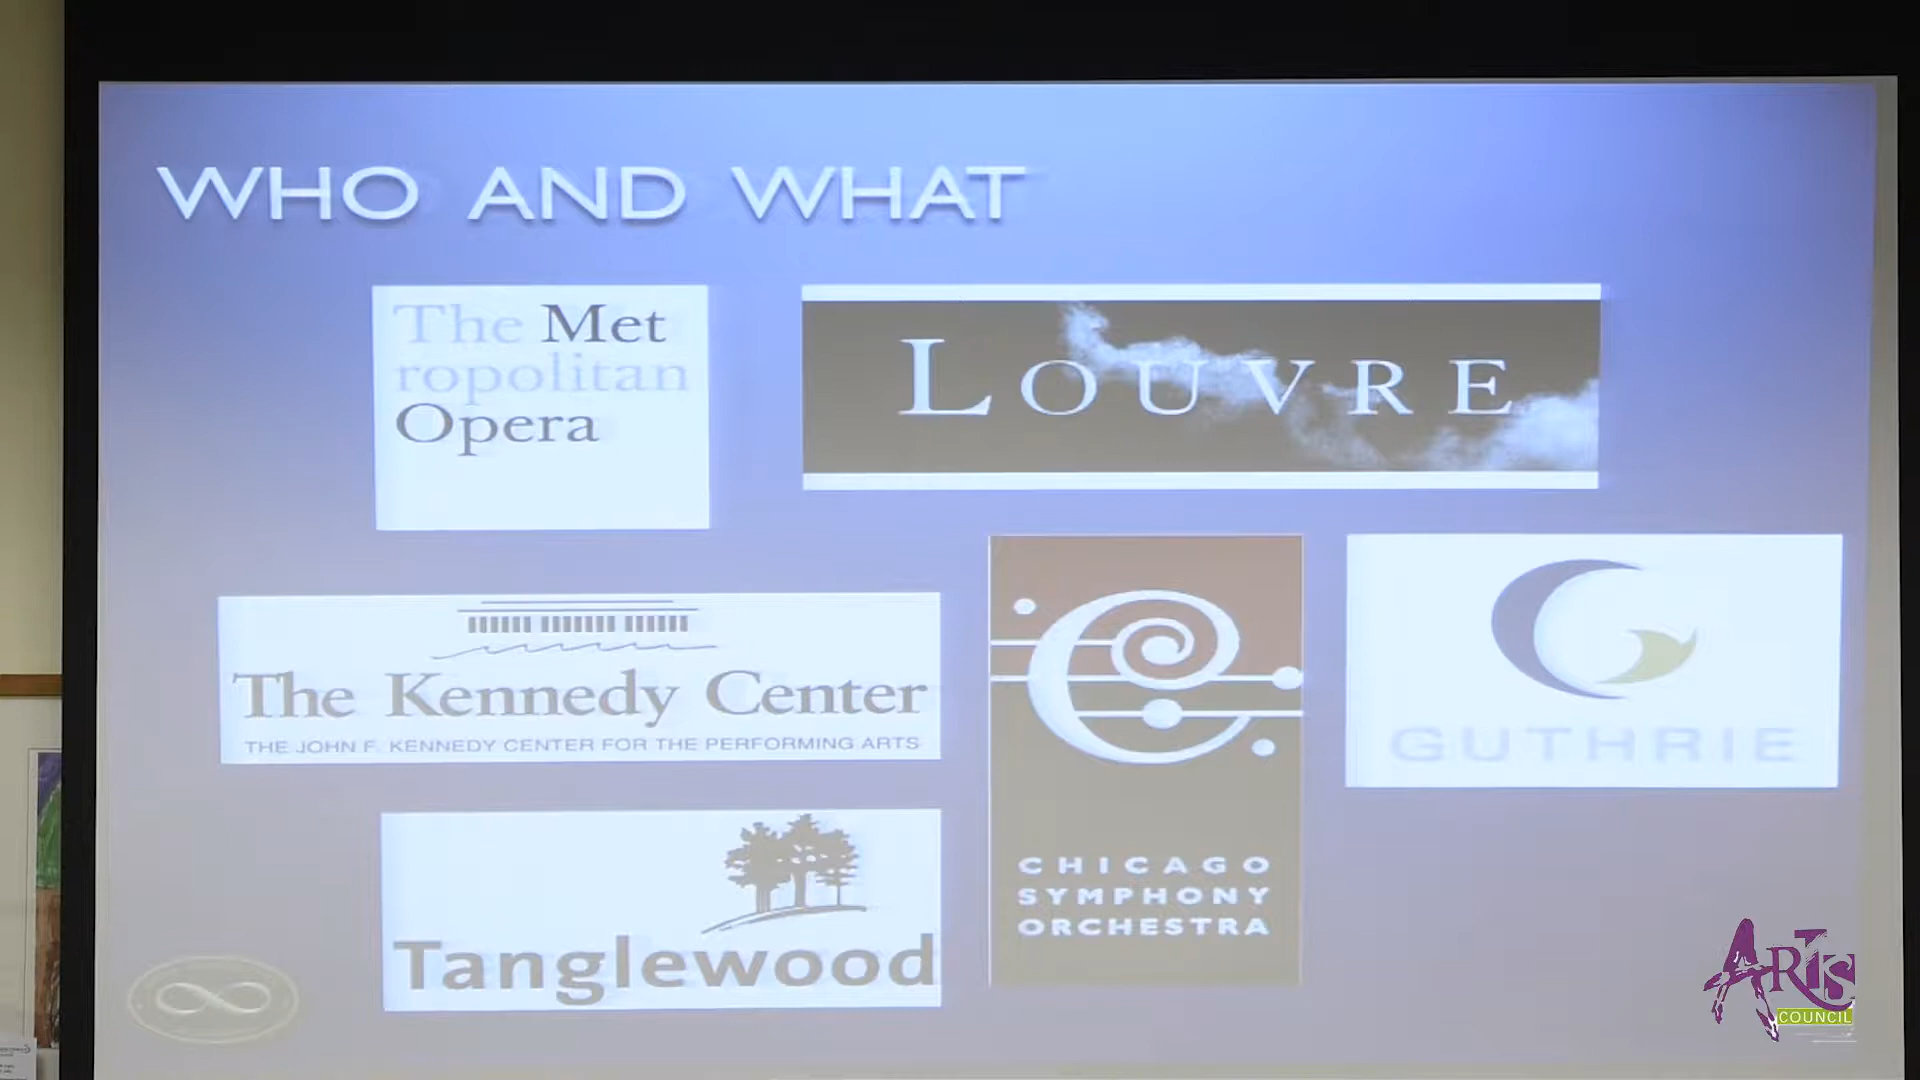 WHO AND WHAT
The Met
ropolitan
Opera
LOUVRE
The Kennedy Center
THE JOHN F. KENNEDY CENTER FOR THE PERFORMING ARTS
CHICAGO
SYMPHONY
ORCHESTRA
GUTHRIE
Tanglewood
ARTS
COUNCIL